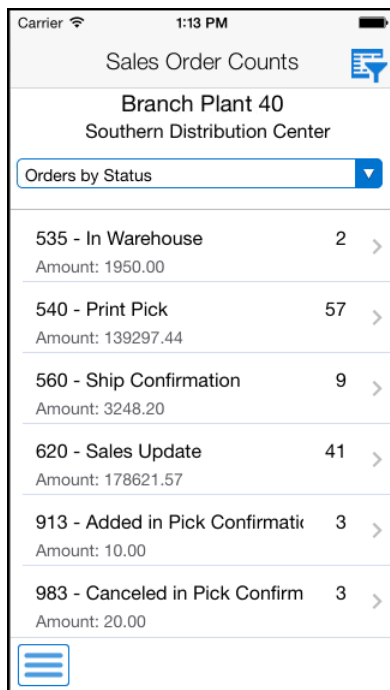 Carrier 1:13 PM
Sales Order Counts
Branch Plant 40
Southern Distribution Center
Orders by Status
535 - In Warehouse 2
Amount: 1950.00
540 - Print Pick 57
Amount: 139297.44
560 - Ship Confirmation 9
Amount: 3248.20
620 - Sales Update 41
Amount: 178621.57
913 - Added in Pick Confirmatic 3
Amount: 10.00
983 - Canceled in Pick Confirm 3
Amount: 20.00